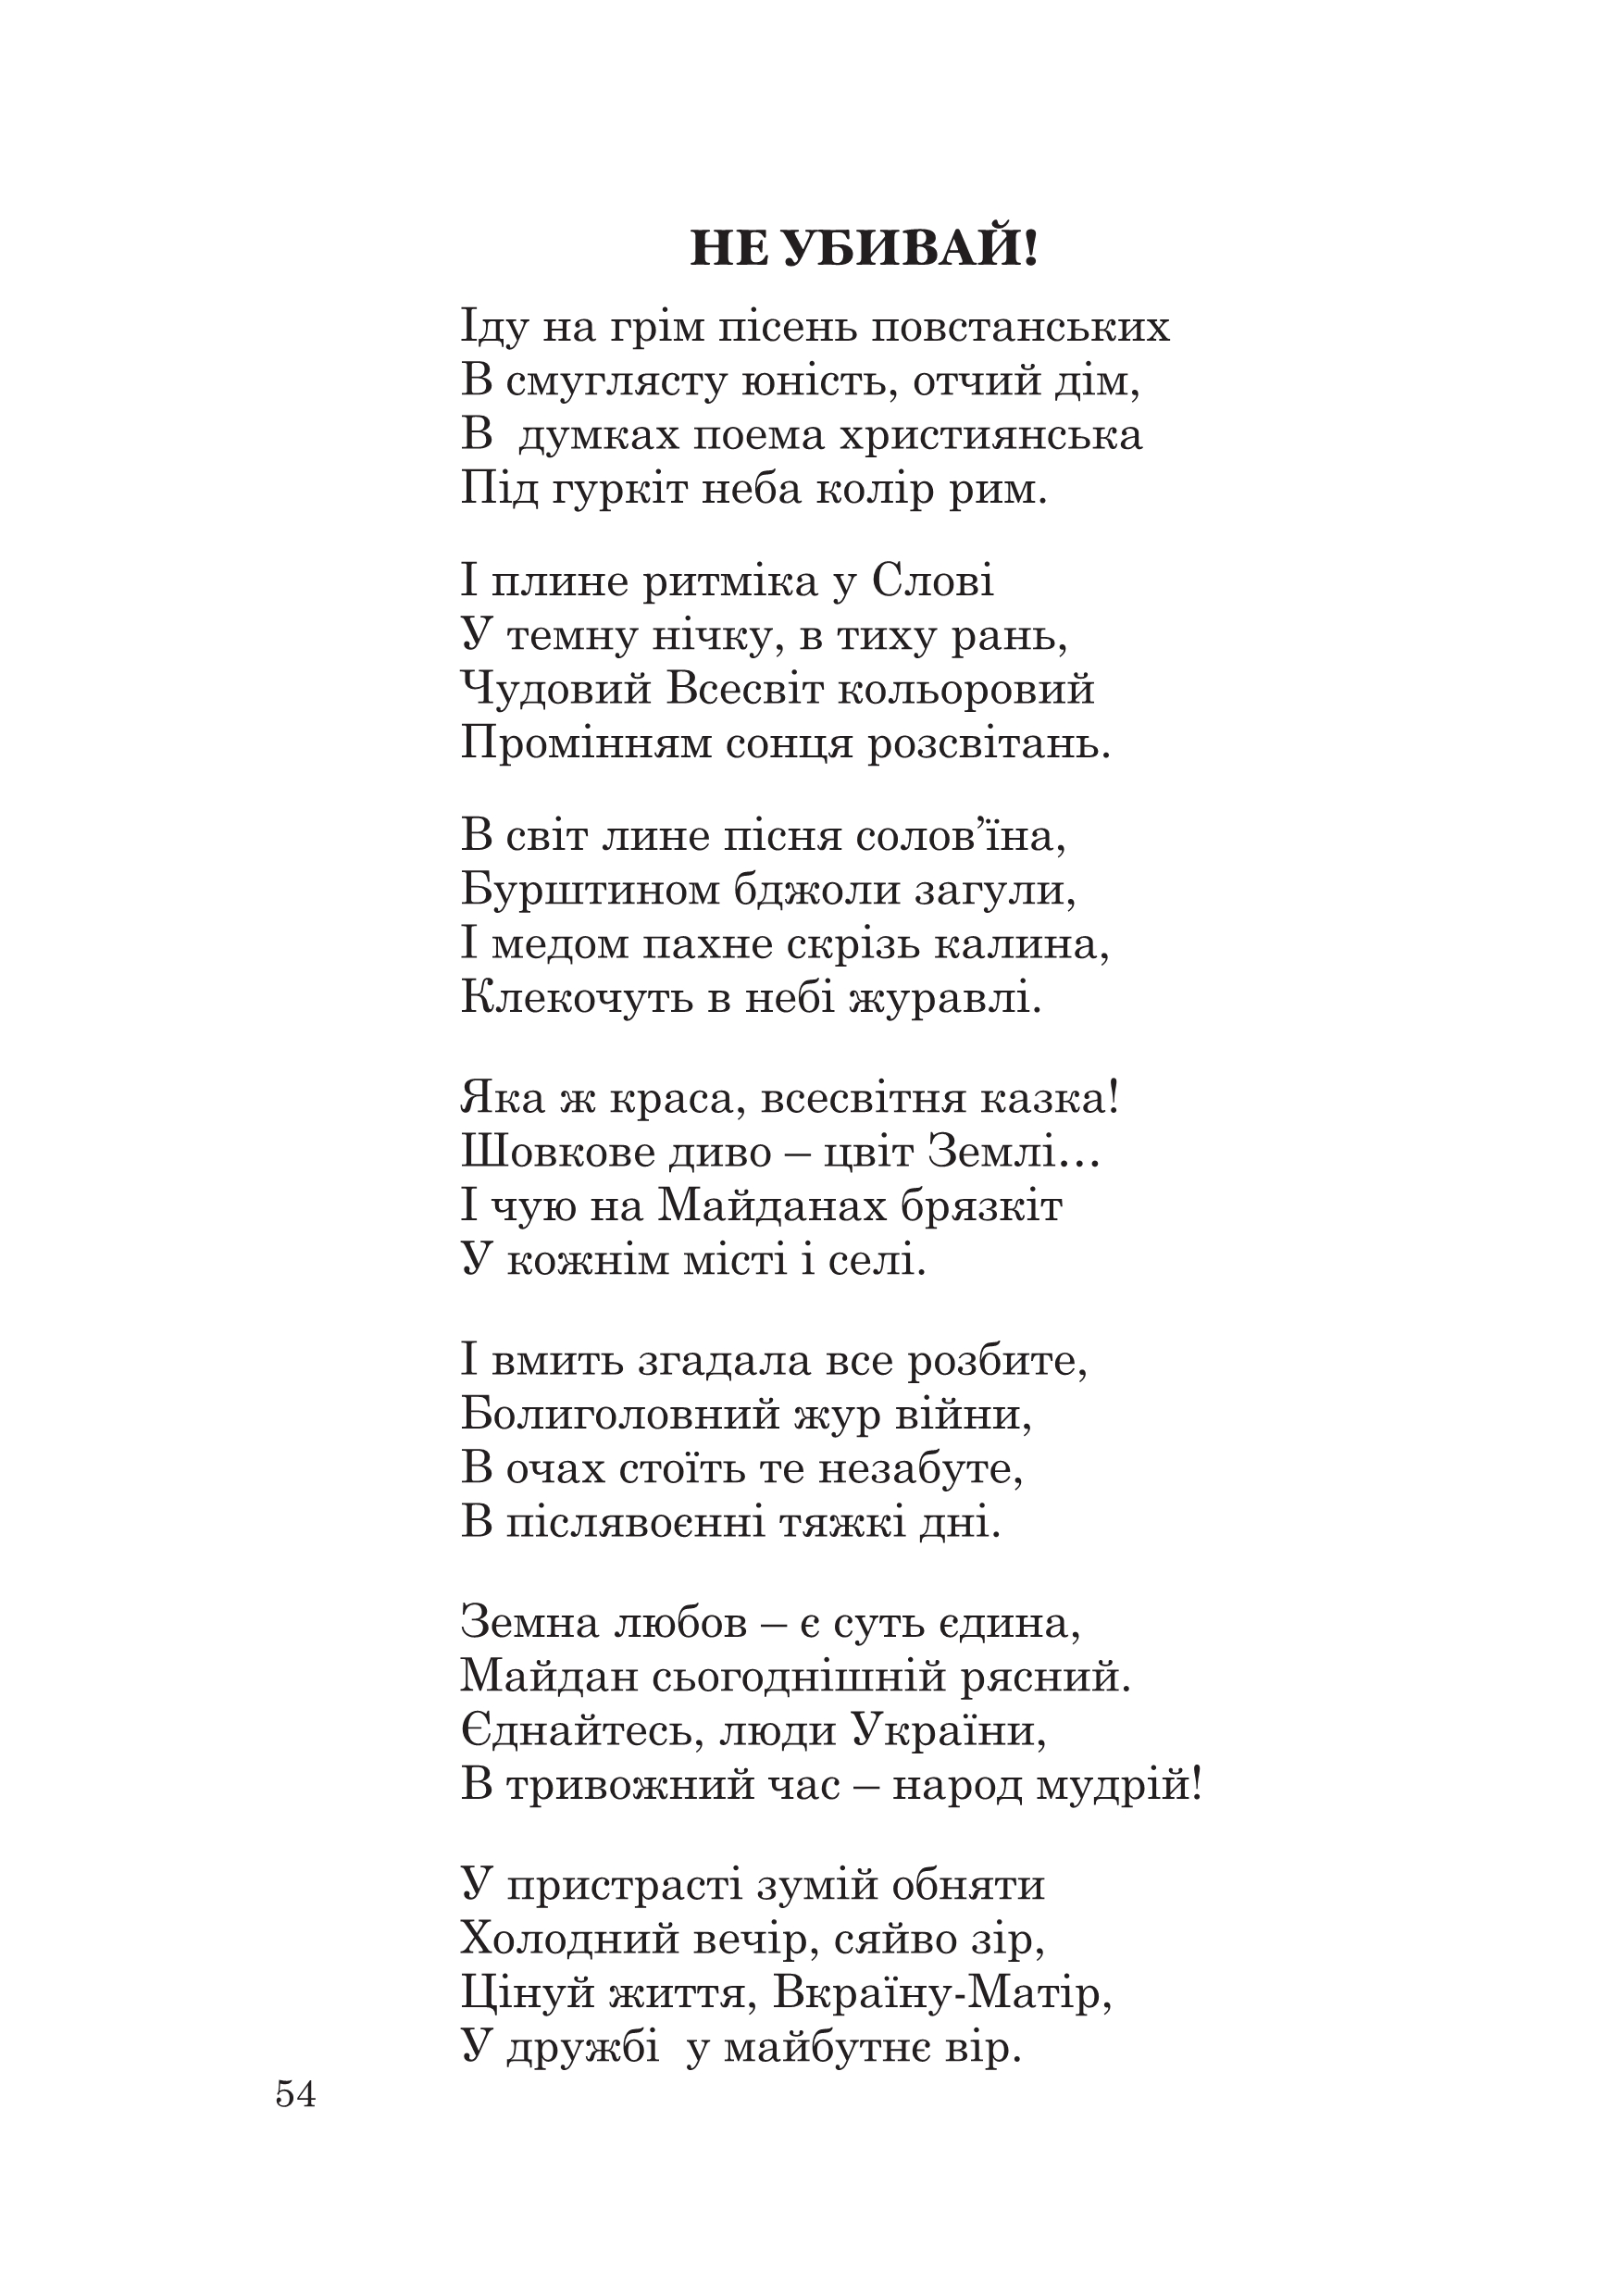 НЕ УБИВАЙ!
Іду на грім пісень повстанських
В смуглясту юність, отчий дім,
В  думках поема християнська
Під гуркіт неба колір рим.
І плине ритміка у Слові
У темну нічку, в тиху рань,
Чудовий Всесвіт кольоровий
Промінням сонця розсвітань.
В світ лине пісня солов’їна,
Бурштином бджоли загули,
І медом пахне скрізь калина,
Клекочуть в небі журавлі.
Яка ж краса, всесвітня казка!
Шовкове диво – цвіт Землі...
І чую на Майданах брязкіт
У кожнім місті і селі.
І вмить згадала все розбите,
Болиголовний жур війни,
В очах стоїть те незабуте,
В післявоєнні тяжкі дні.
Земна любов – є суть єдина,
Майдан сьогоднішній рясний.
Єднайтесь, люди України,
В тривожний час – народ мудрій!
У пристрасті зумій обняти
Холодний вечір, сяйво зір,
Цінуй життя, Вкраїну-Матір,
У дружбі  у майбутнє вір.
54